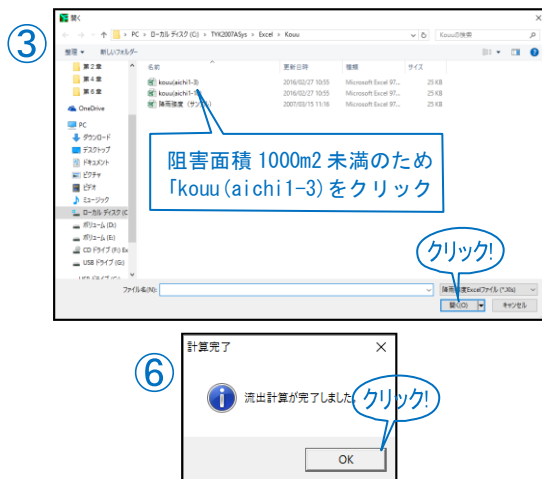 ③
開く
PC > ローカル ディスク (C:) > TYK2007ASys > Excel > Kouu
Kouuの検索
整理 ▼ 新しいフォルダー
名前 更新日時 種類 サイズ
第2章
第4章
第6章
OneDrive
PC
ダウンロード
デスクトップ
ドキュメント
ピクチャ
ビデオ
ミュージック
ローカル ディスク (C
ボリューム (D:)
ボリューム (E:)
CD ドライブ (F:) Ex
USB ドライブ (G:)
kouu(aichi1-3) 2016/02/27 10:55 Microsoft Excel 97... 25 KB
2016/02/27 10:55 Microsoft Excel 97... 25 KB
2007/03/15 11:16 Microsoft Excel 97... 25 KB
阻害面積 1000m2 未満のため
「kouu(aichi1-3)をクリック
クリック!
ファイル名(N):
降雨強度Excelファイル (*.Xls)
開く(O) キャンセル
⑥
計算完了
流出計算が完了しました
クリック!
OK